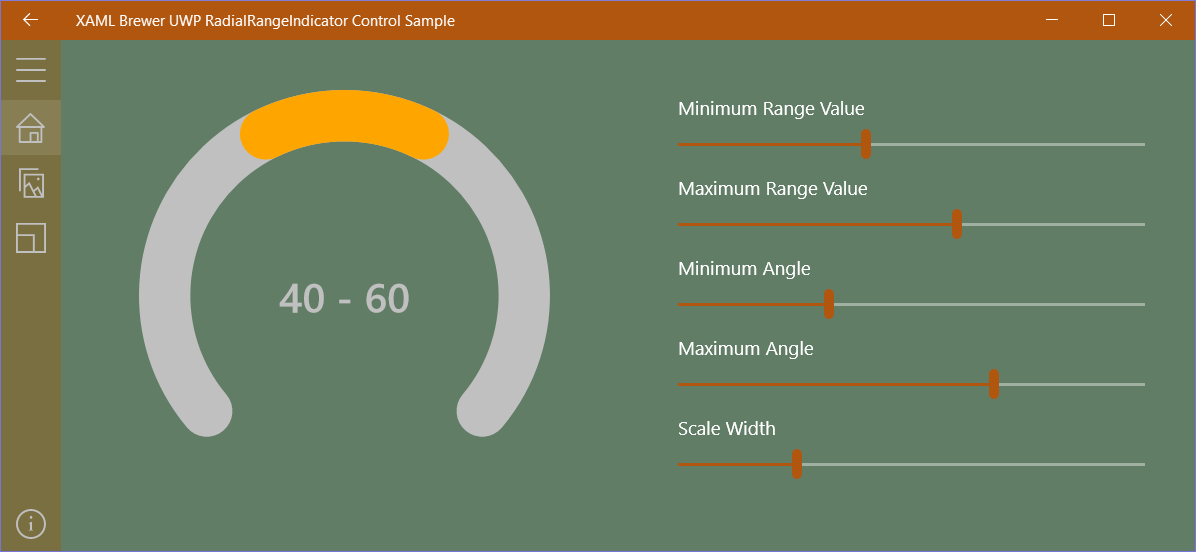 XAML Brewer UWP RadialRangeIndicator Control Sample
40 - 60
Minimum Range Value
Maximum Range Value
Minimum Angle
Maximum Angle
Scale Width